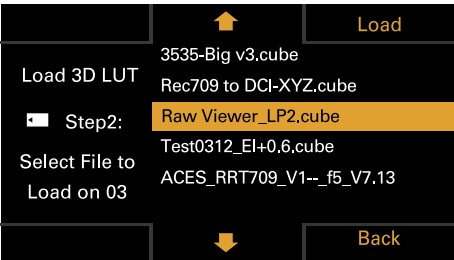 Load
Load 3D LUT
Step2:
Select File to
Load on 03
3535-Big v3.cube
Rec709 to DCI-XYZ.cube
Raw Viewer_LP2.cube
Test0312_EI+0.6.cube
ACES_RRT709_V1--_f5_V7.13
Back